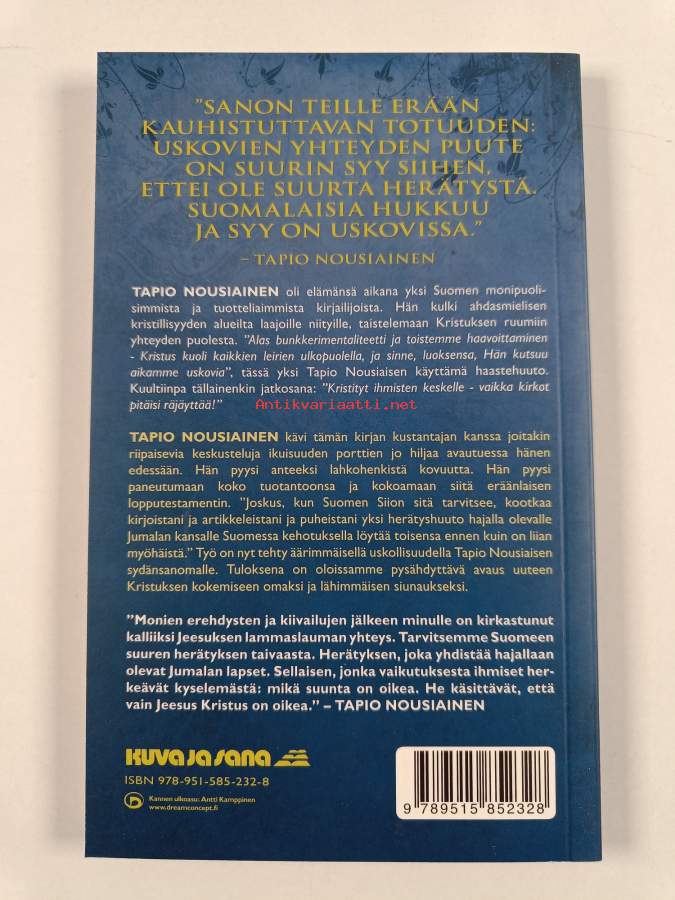 "SANON TEILLE ERÄÄN
KAUHISTUTTAVAN TOTUUDEN:
USKOVIEN YHTEYDEN PUUTE
ON SUURIN SYY SIIHEN,
ETTEI OLE SUURTA HERÄTYSTÄ.
SUOMALAISIA HUKKUU
JA SYY ON USKOVISSA."
– TAPIO NOUSIAINEN
TAPIO NOUSIAINEN oli elämänsä aikana yksi Suomen monipuoli-
simmista ja tuotteliaimmista kirjailijoista. Hän kulki ahdasmielisen
kristillisyyden alueilta laajoille niityille, taistelemaan Kristuksen ruumiin
yhteyden puolesta. "Alas bunkkerimentaliteetti ja toistemme haavoittaminen
- Kristus kuoli kaikkien leirien ulkopuolella, ja sinne, luoksensa, Hän kutsuu
aikamme uskovia", tässä yksi Tapio Nousiaisen käyttämä haastehuuto.
Kuultiinpa tällainenkin jatkosana: "Kristityt ihmisten keskelle - vaikka kirkot
pitäisi räjäyttää!"
Antikvariaatti.net
TAPIO NOUSIAINEN kävi tämän kirjan kustantajan kanssa joitakin
riipaisevia keskusteluja ikuisuuden porttien jo hiljaa avautuessa hänen
edessään. Hän pyysi anteeksi lahkohenkistä kovuutta. Hän pyysi
paneutumaan koko tuotantoonsa ja kokoamaan siitä eräänlaisen
lopputestamentin. "Joskus, kun Suomen Siion sitä tarvitsee, kootkaa
kirjoistani ja artikkeleistani ja puheistani yksi herätyshuuto hajalla olevalle
Jumalan kansalle Suomessa kehotuksella löytää toisensa ennen kuin on liian
myöhäistä." Työ on nyt tehty äärimmäisellä uskollisuudella Tapio Nousiaisen
sydänsanomalle. Tuloksena on oloissamme pysähdyttävä avaus uuteen
Kristuksen kokemiseen omaksi ja lähimmäisen siunaukseksi.
"Monien erehdysten ja kiivailujen jälkeen minulle on kirkastunut
kalliiksi Jeesuksen lammaslauman yhteys. Tarvitsemme Suomeen
suuren herätyksen taivaasta. Herätyksen, joka yhdistää hajallaan
olevat Jumalan lapset. Sellaisen, jonka vaikutuksesta ihmiset her-
keävät kyselemästä: mikä suunta on oikea. He käsittävät, että
vain Jeesus Kristus on oikea." – TAPIO NOUSIAINEN
KUVA JA SANA
ISBN 978-951-585-232-8
Kannen ulkoasu: Antti Kamppinen
www.dreamconcept.fi
9 789515 852328